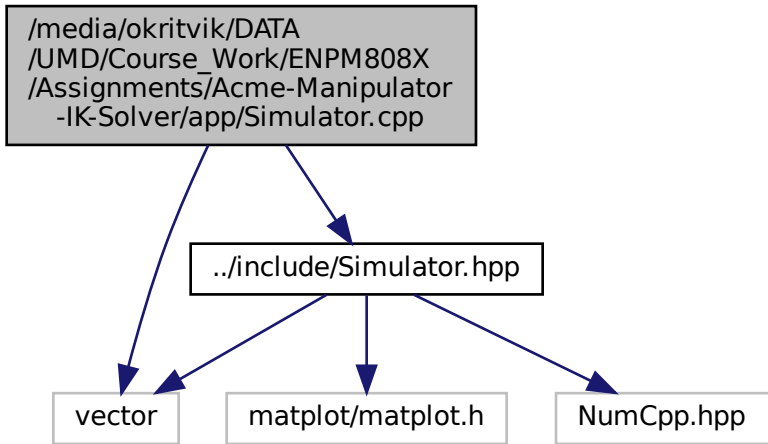 /media/okritvik/DATA
/UMD/Course_Work/ENPM808X
/Assignments/Acme-Manipulator
-IK-Solver/app/Simulator.cpp
../include/Simulator.hpp
vector
matplot/matplot.h
NumCpp.hpp